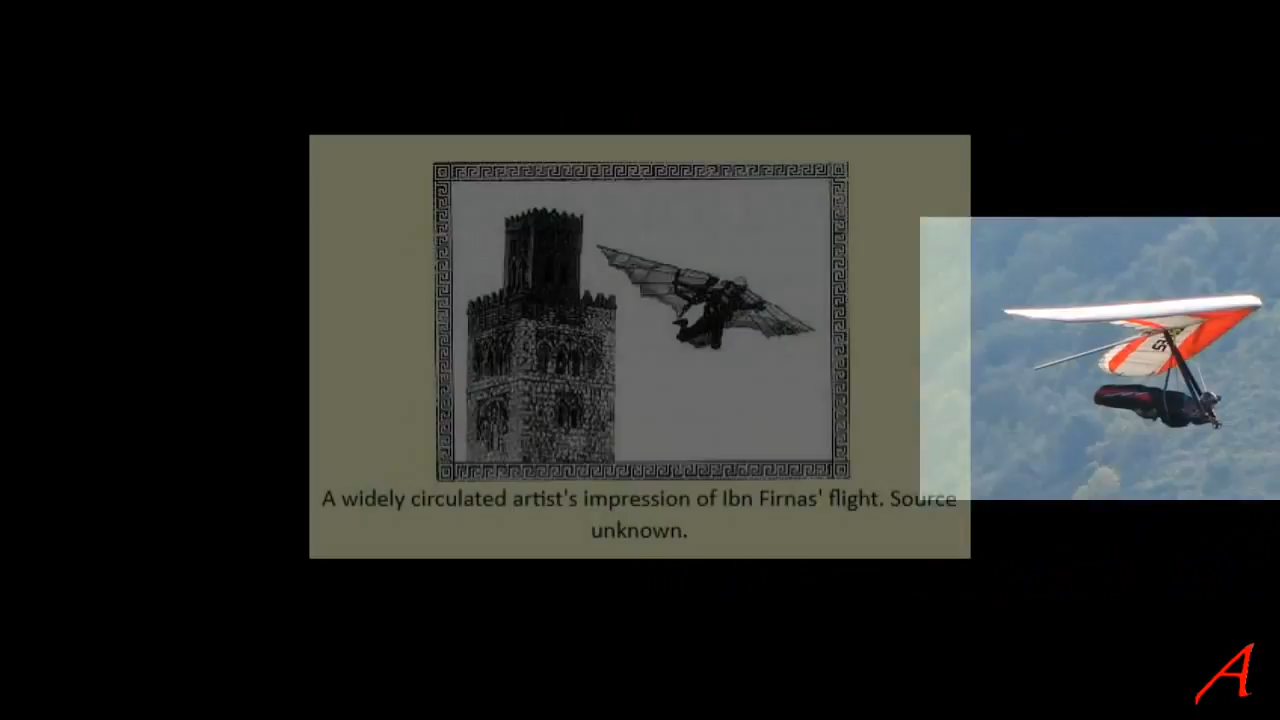 A widely circulated artist's impression of Ibn Firnas' flight. Source
unknown.
A